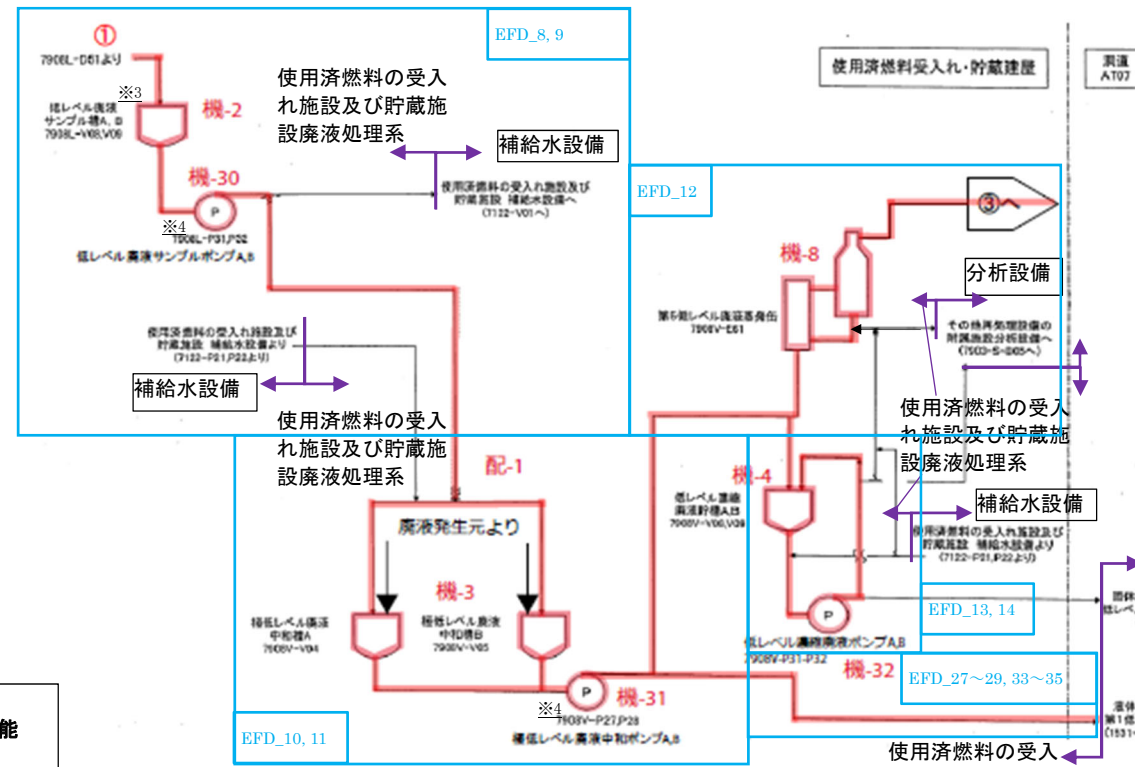 ①
EFD_8, 9
7908L-D51より
使用済燃料受入れ・貯蔵建屋
洞道
AT07
※3
使用済燃料の受入
れ施設及び貯蔵施
設廃液処理系
低レベル廃液
サンプル槽A, B
7908L-V08,V09
機-2
補給水設備
機-30
使用済燃料の受入れ施設及び
貯蔵施設 補給水設備へ
(7122-V01へ)
EFD_12
P
※4
7908L-P31,P32
低レベル廃液サンプルポンプA,B
③へ
機-8
分析設備
第5低レベル廃液蒸発缶
7908V-E61
使用済燃料の受入れ施設及び
貯蔵施設 補給水設備より
(7122-P21,P22より)
その他再処理設備の
附属施設分析設備へ
補給水設備
使用済燃料の受入
れ施設及び貯蔵施
設廃液処理系
使用済燃料の受入
れ施設及び貯蔵施
設廃液処理系
配-1
機-4
低レベル濃縮
廃液貯槽A,B
補給水設備
廃液発生元より
使用済燃料の受入れ施設及び
貯蔵施設 補給水設備より
(7122-P21,P22より)
機-3
EFD_13, 14
極低レベル廃液
中和槽A
7908V-V04
極低レベル廃液
中和槽B
7908V-V05
P
低レベル濃縮廃液ポンプA,B
7908V-P31-P32
機-32
EFD_27～29, 33～35
P
機-31
※4
7908V-P27,P28
極低レベル廃液中和ポンプA,B
EFD_10, 11
使用済燃料の受入
能